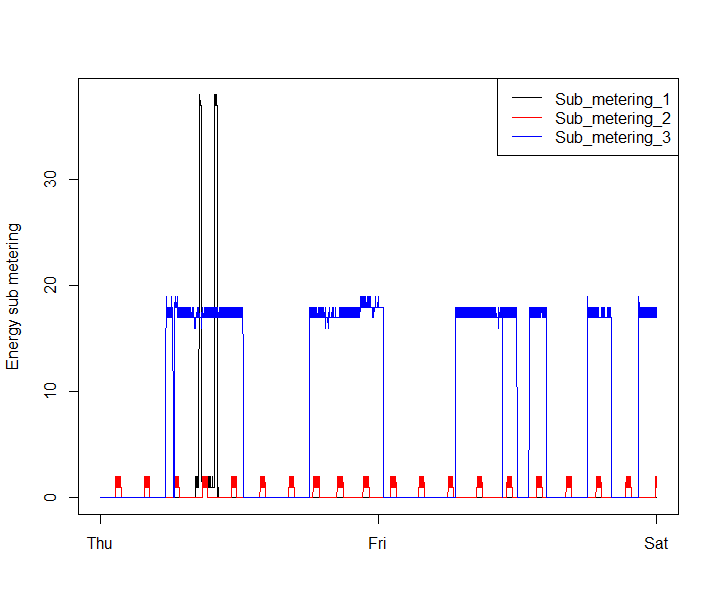 Sub_metering_1
Sub_metering_2
Sub_metering_3
Energy sub metering
30
20
10
0
Thu Fri Sat